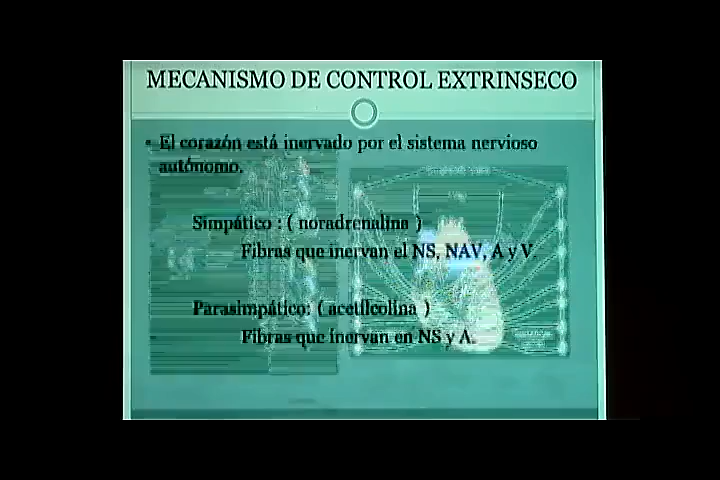 MECANISMO DE CONTROL EXTRINSECO
• El corazón está inervado por el sistema nervioso
autónomo.
Simpático : ( noradrenalina )
Fibras que inervan el NS, NAV, A y V.
Parasimpático: ( acetilcolina )
Fibras que inervan en NS y A.